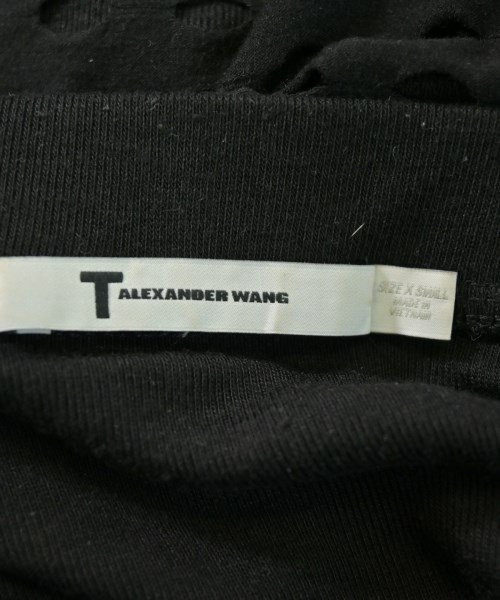 T ALEXANDER WANG
SIZE X SMALL
MADE IN
VIETNAM